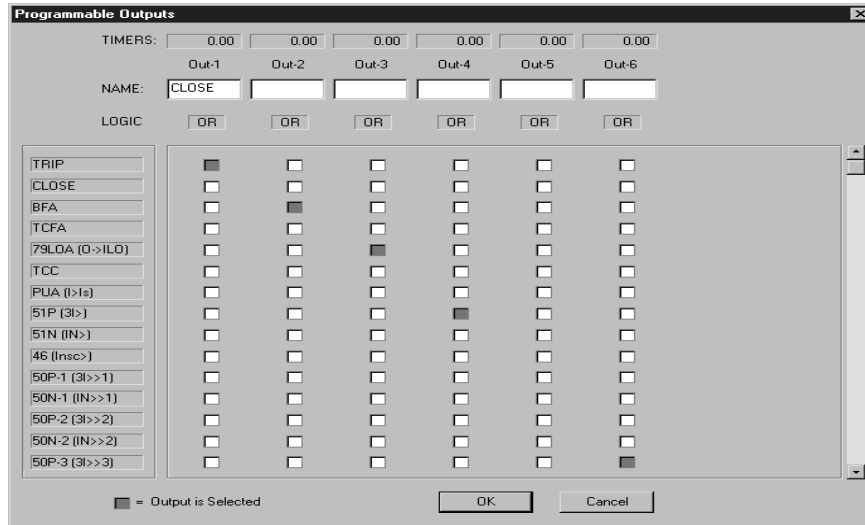 Programmable Outputs
TIMERS: 0.00 0.00 0.00 0.00 0.00 0.00
Out-1 Out-2 Out-3 Out-4 Out-5 Out-6
NAME: CLOSE
LOGIC OR OR OR OR OR OR
TRIP
CLOSE
BFA
TCFA
79LOA (O->ILO)
TCC
PUA (I>Is)
51P (3I>)
51N (IN>)
46 (Insc>)
50P-1 (3I>>1)
50N-1 (IN>>1)
50P-2 (3I>>2)
50N-2 (IN>>2)
50P-3 (3I>>3)
= Output is Selected OK Cancel